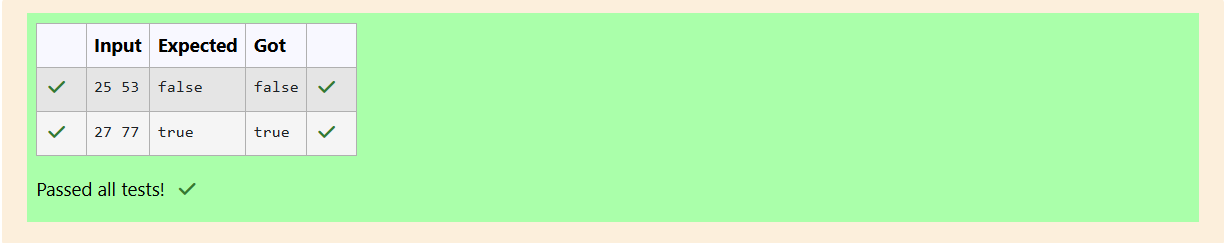 Input Expected Got
25 53 false false
27 77 true true
Passed all tests!